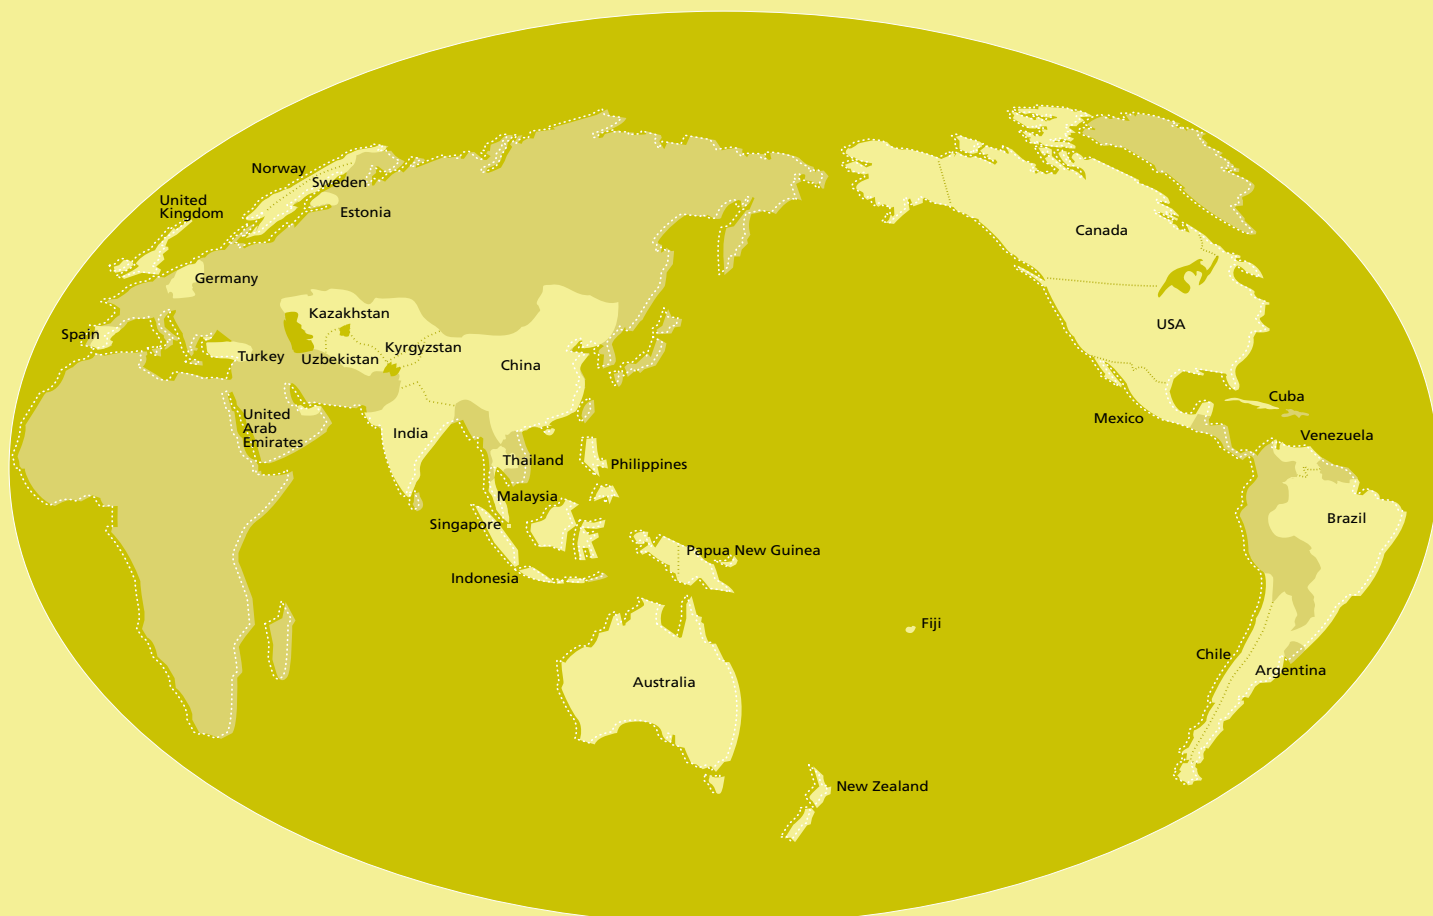 Norway
Sweden
United
Kingdom
Estonia
Canada
Germany
Kazakhstan
USA
Spain
Kyrgyzstan
Turkey
Uzbekistan
China
Cuba
United
Arab
Emirates
Mexico
India
Venezuela
Thailand
Philippines
Malaysia
Singapore
Brazil
Papua New Guinea
Indonesia
Fiji
Chile
Argentina
Australia
New Zealand